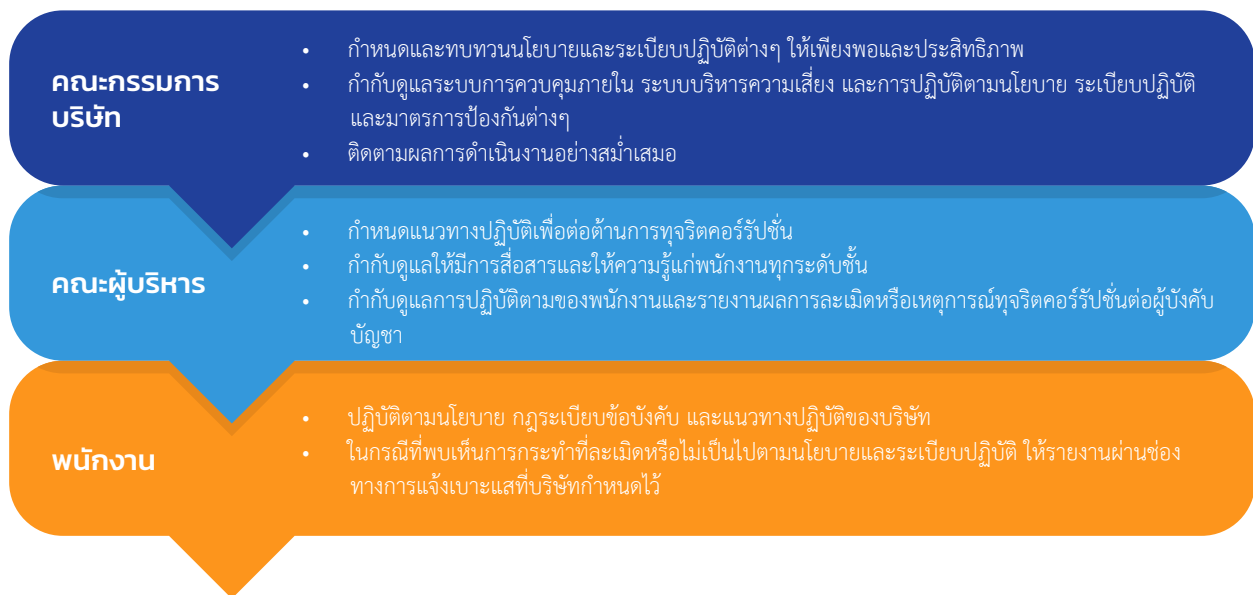 คณะกรรมการ
บริษัท
• กำหนดและทบทวนนโยบายและระเบียบปฏิบัติต่างๆ ให้เพียงพอและประสิทธิภาพ
• กำกับดูแลระบบการควบคุมภายใน ระบบบริหารความเสี่ยง และการปฏิบัติตามนโยบาย ระเบียบปฏิบัติ
และมาตรการป้องกันต่างๆ
• ติดตามผลการดำเนินงานอย่างสม่ำเสมอ
คณะผู้บริหาร
• กำหนดแนวทางปฏิบัติเพื่อต่อต้านการทุจริตคอร์รัปชั่น
• กำกับดูแลให้มีการสื่อสารและให้ความรู้แก่พนักงานทุกระดับชั้น
• กำกับดูแลการปฏิบัติตามของพนักงานและรายงานผลการละเมิดหรือเหตุการณ์ทุจริตคอร์รัปชั่นต่อผู้บังคับ
บัญชา
พนักงาน
• ปฏิบัติตามนโยบาย กฎระเบียบข้อบังคับ และแนวทางปฏิบัติของบริษัท
• ในกรณีที่พบเห็นการกระทำที่ละเมิดหรือไม่เป็นไปตามนโยบายและระเบียบปฏิบัติ ให้รายงานผ่านช่อง
ทางการแจ้งเบาะแสที่บริษัทกำหนดไว้